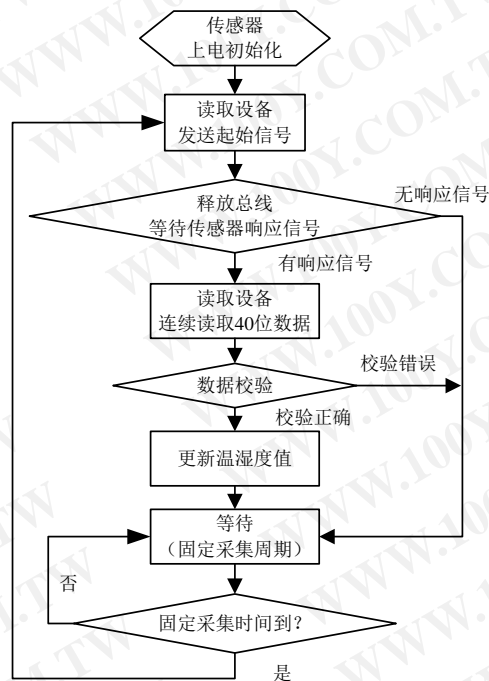 传感器
上电初始化
读取设备
发送起始信号
释放总线
等待传感器响应信号
无响应信号
有响应信号
读取设备
连续读取40位数据
数据校验
校验错误
校验正确
更新温湿度值
等待
（固定采集周期）
否
固定采集时间到？
是
WWW.100Y.COM.TW